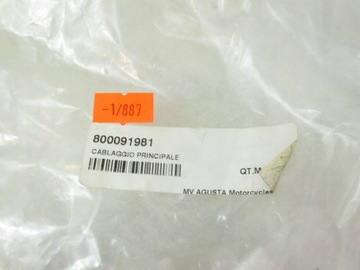 -1/887
800091981
CABLAGGIO PRINCIPALE
QT.M
MV AGUSTA Motorcycles